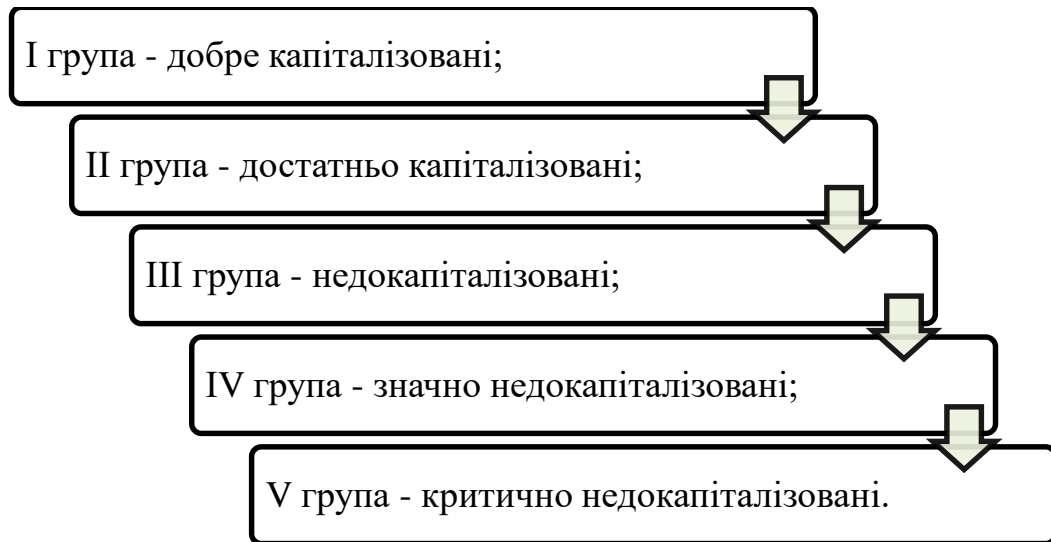 І група - добре капіталізовані;
ІІ група - достатньо капіталізовані;
ІІІ група - недокапіталізовані;
IV група - значно недокапіталізовані;
V група - критично недокапіталізовані.